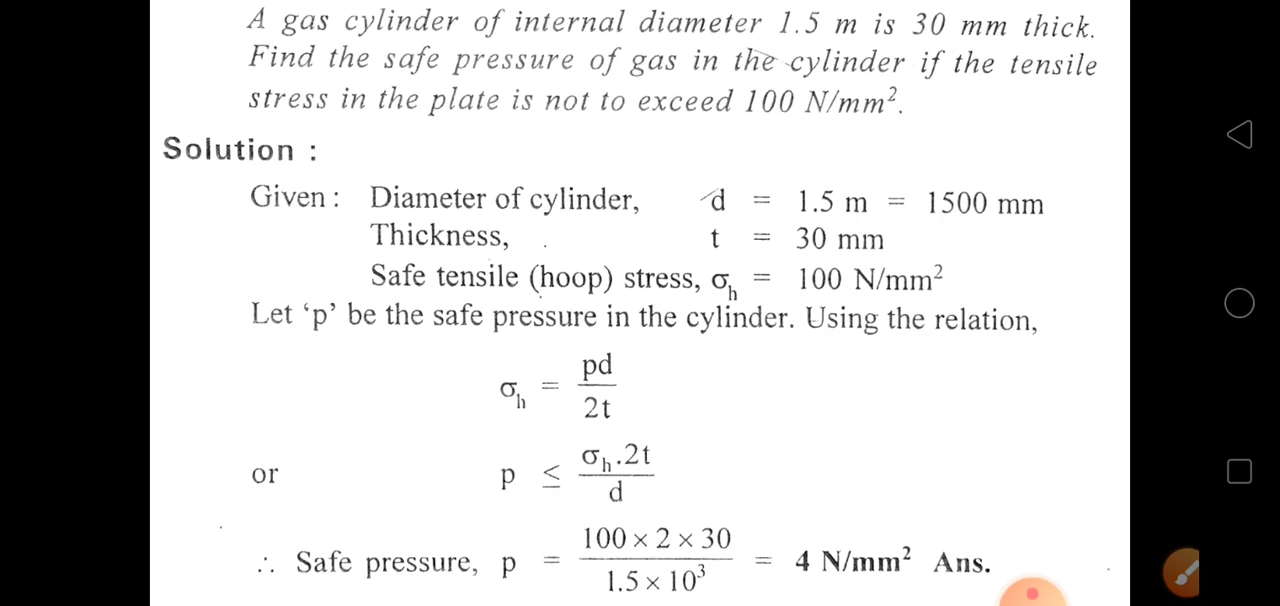 A gas cylinder of internal diameter 1.5 m is 30 mm thick.
Find the safe pressure of gas in the cylinder if the tensile
stress in the plate is not to exceed 100 N/mm².
Solution :
Given : Diameter of cylinder, d = 1.5 m = 1500 mm
Thickness, t = 30 mm
Safe tensile (hoop) stress, σₕ = 100 N/mm²
Let ‘p’ be the safe pressure in the cylinder. Using the relation,
σₕ = pd / 2t
or p ≤ σₕ.2t / d
∴ Safe pressure, p = 100 × 2 × 30 / 1.5 × 10³ = 4 N/mm² Ans.